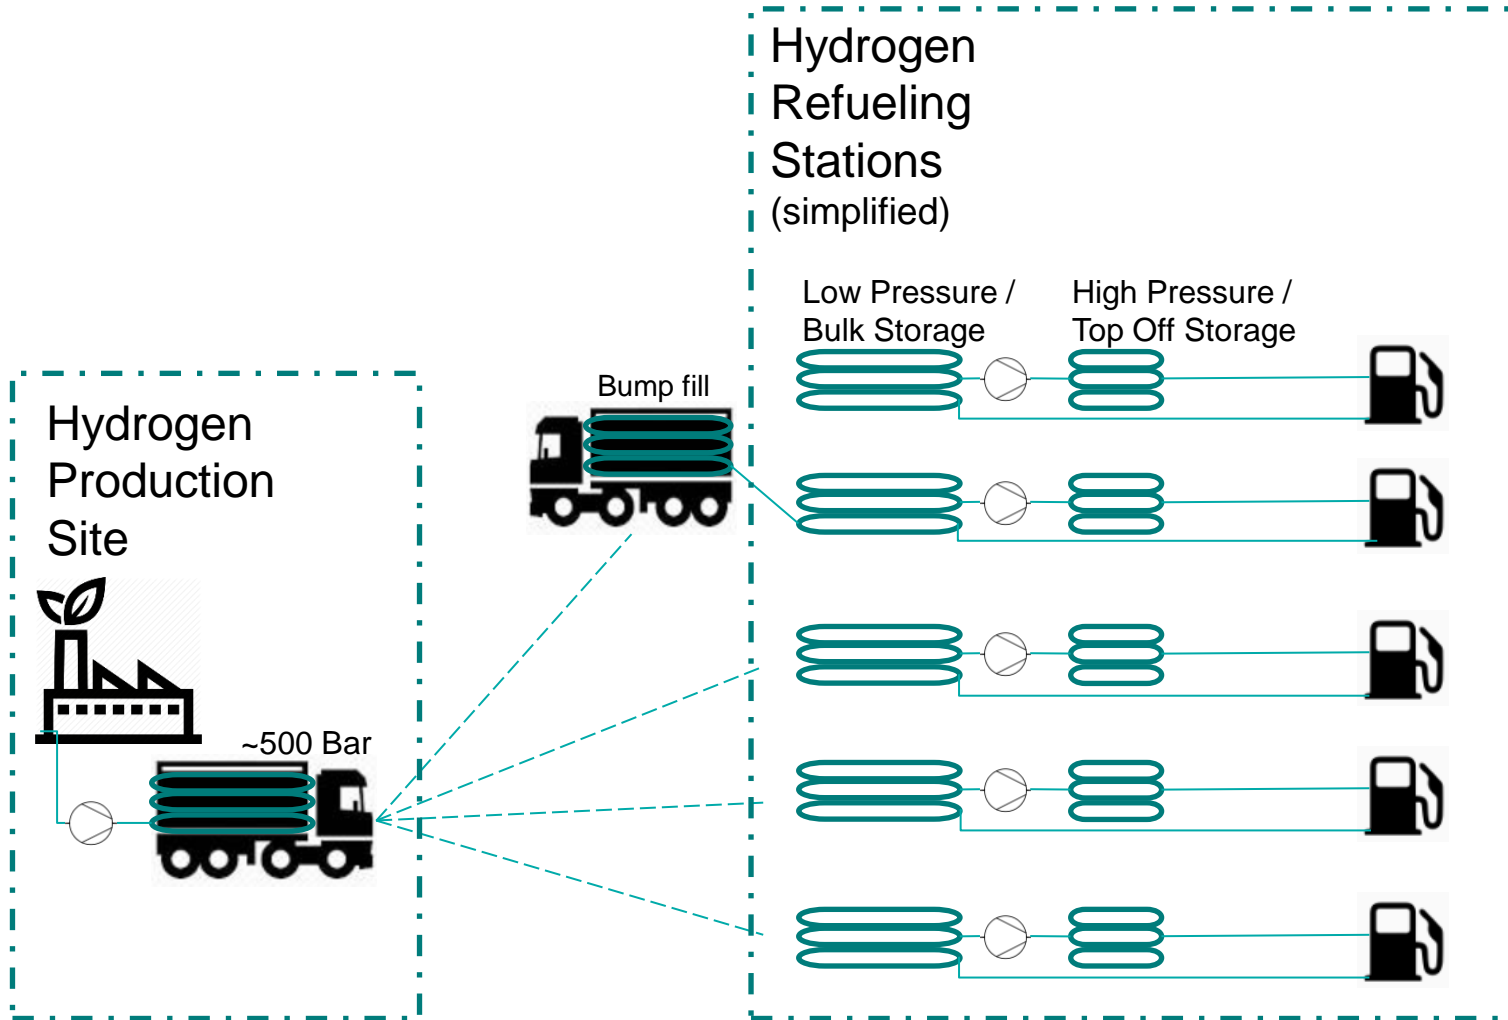 Hydrogen
Refueling
Stations
(simplified)
Low Pressure /
Bulk Storage
High Pressure /
Top Off Storage
Bump fill
Hydrogen
Production
Site
~500 Bar